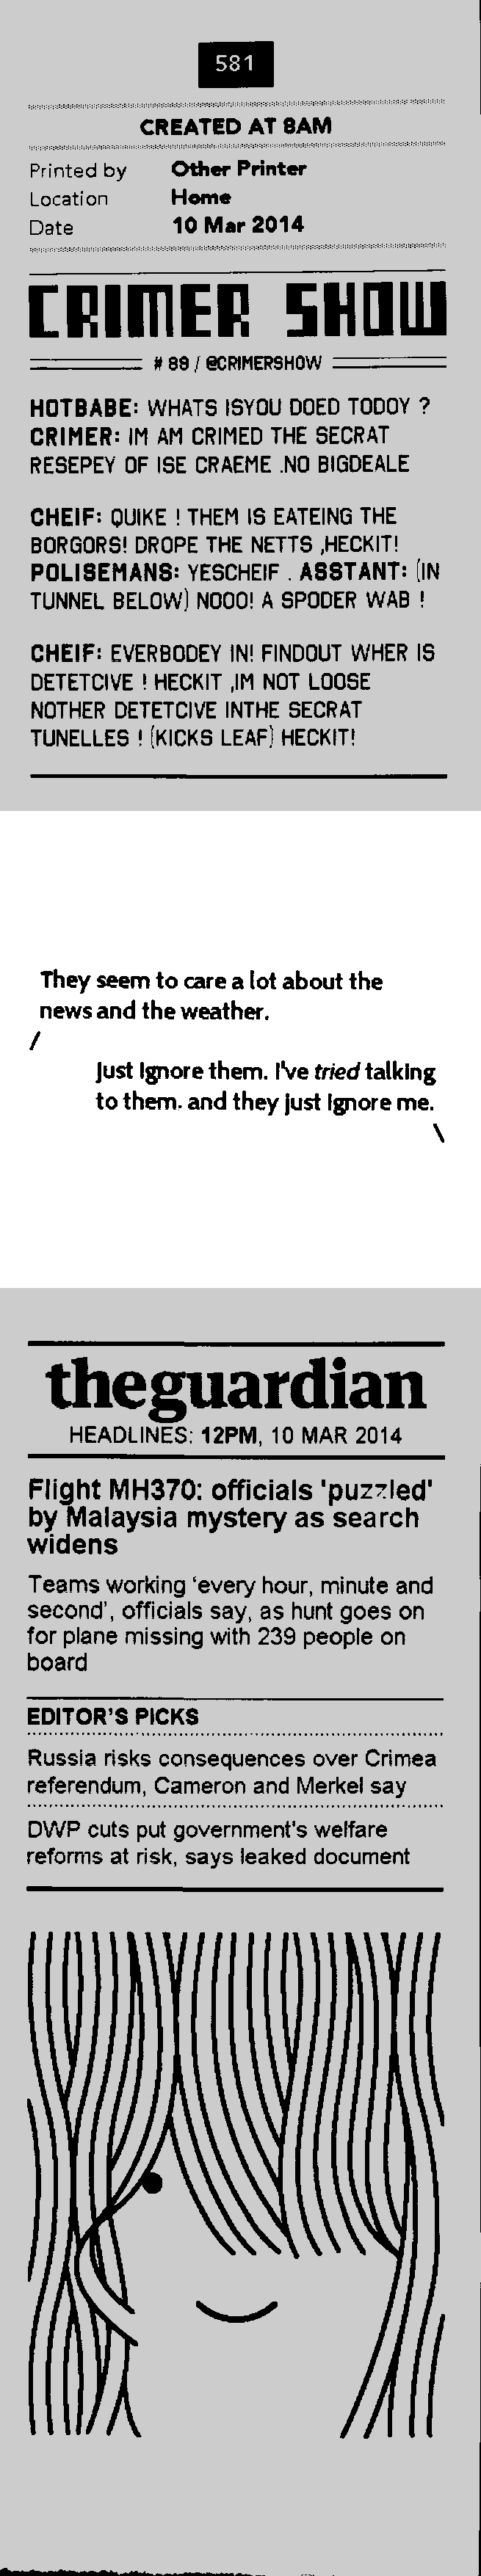 581
CREATED AT 8AM
Printed by Other Printer
Location Home
Date 10 Mar 2014
CRIMER SHOW
# 89 / @CRIMERSHOW
HOTBABE: WHATS ISYOU DOED TODOY ?
CRIMER: IM AM CRIMED THE SECRAT
RESEPEY OF ISE CRAEME .NO BIGDEALE
CHEIF: QUIKE ! THEM IS EATEING THE
BORGORS! DROPE THE NETTS ,HECKIT!
POLISEMANS: YESCHEIF . ASSTANT: (IN
TUNNEL BELOW) NOOO! A SPODER WAB !
CHEIF: EVERBODEY IN! FINDOUT WHER IS
DETETCIVE ! HECKIT ,IM NOT LOOSE
NOTHER DETETCIVE INTHE SECRAT
TUNELLES ! (KICKS LEAF) HECKIT!
They seem to care a lot about the
news and the weather.
Just ignore them. I've tried talking
to them. and they just ignore me.
theguardian
HEADLINES: 12PM, 10 MAR 2014
Flight MH370: officials 'puzzled'
by Malaysia mystery as search
widens
Teams working 'every hour, minute and
second', officials say, as hunt goes on
for plane missing with 239 people on
board
EDITOR'S PICKS
Russia risks consequences over Crimea
referendum, Cameron and Merkel say
DWP cuts put government's welfare
reforms at risk, says leaked document